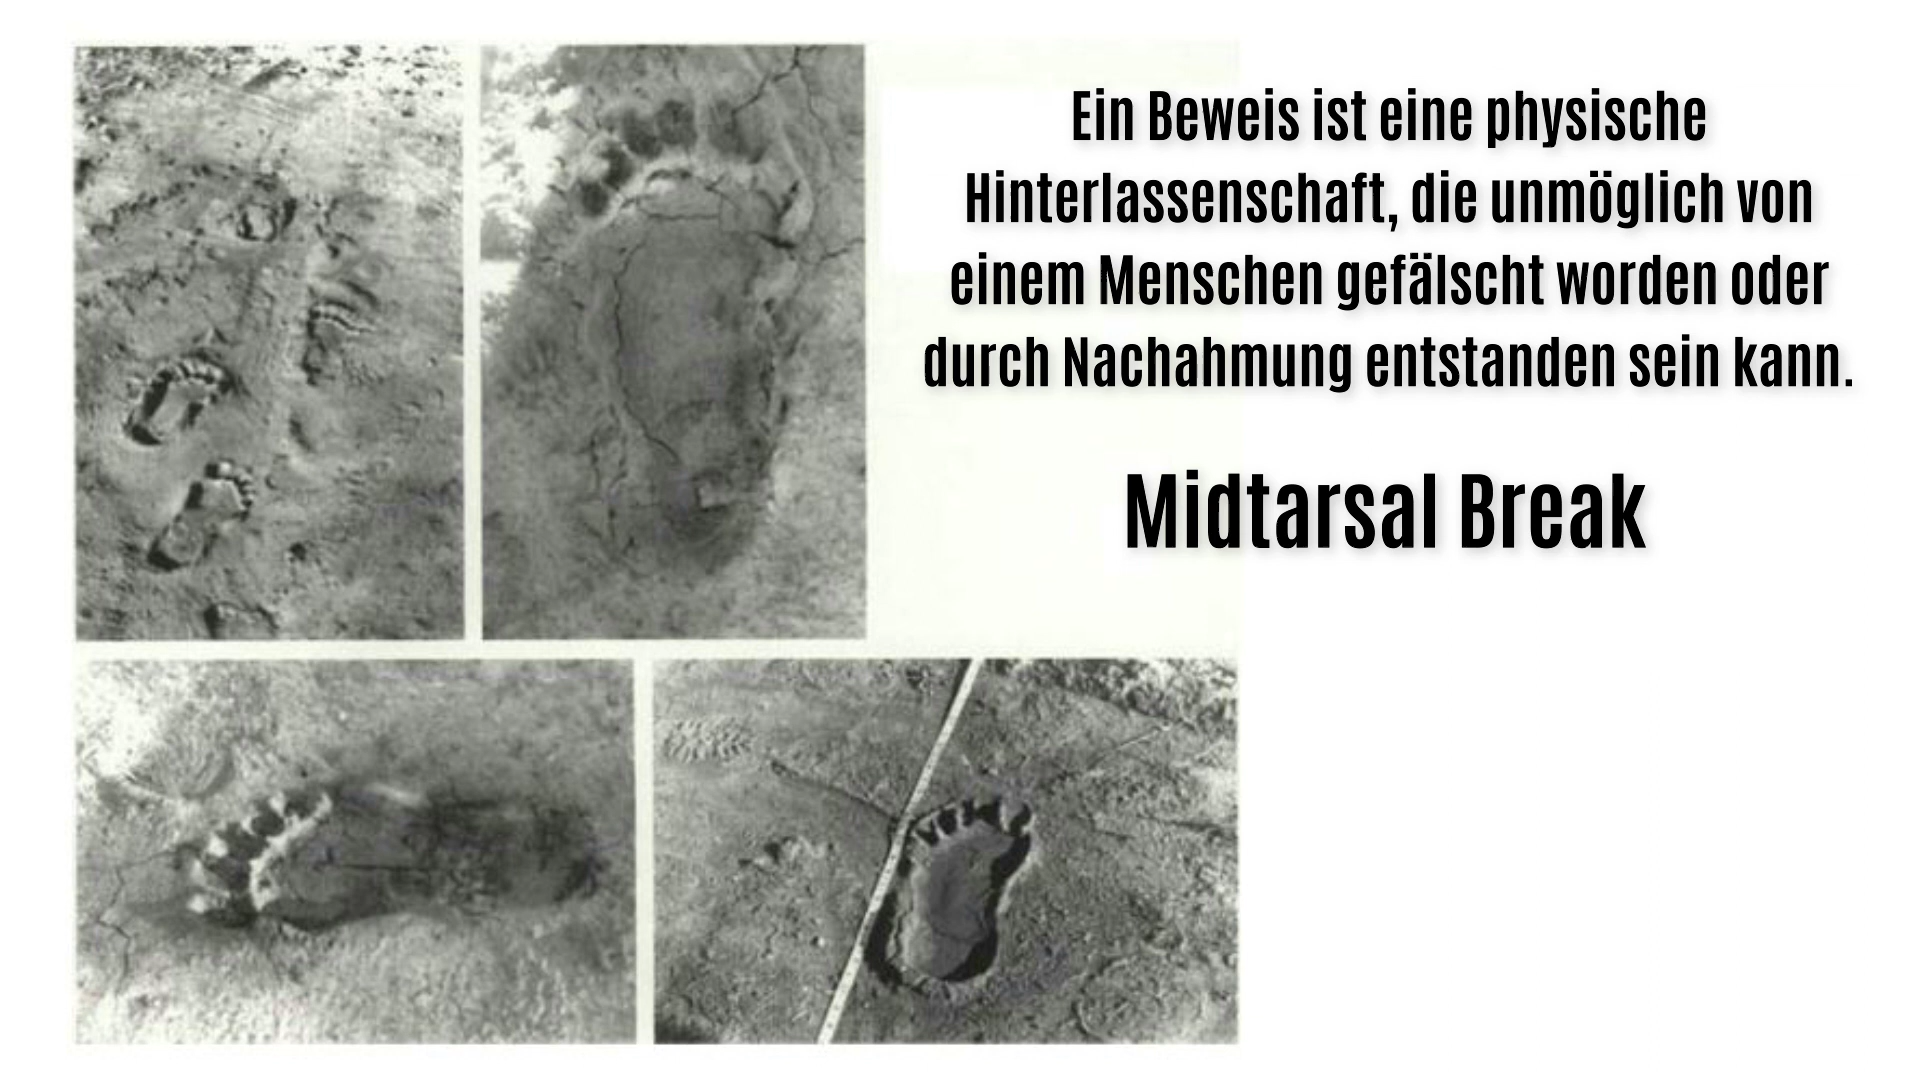 Ein Beweis ist eine physische
Hinterlassenschaft, die unmöglich von
einem Menschen gefälscht worden oder
durch Nachahmung entstanden sein kann.
Midtarsal Break